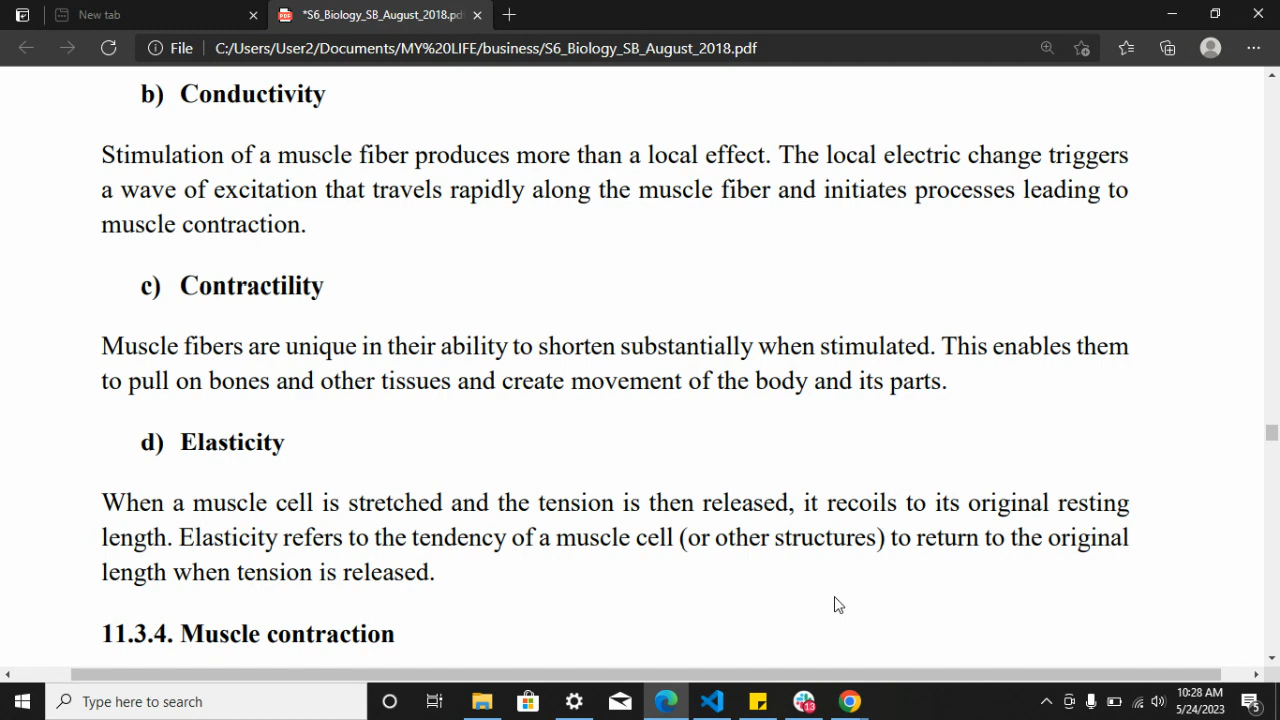 New tab
*S6_Biology_SB_August_2018.pd
File C:/Users/User2/Documents/MY%20LIFE/business/S6_Biology_SB_August_2018.pdf
b) Conductivity
Stimulation of a muscle fiber produces more than a local effect. The local electric change triggers
a wave of excitation that travels rapidly along the muscle fiber and initiates processes leading to
muscle contraction.
c) Contractility
Muscle fibers are unique in their ability to shorten substantially when stimulated. This enables them
to pull on bones and other tissues and create movement of the body and its parts.
d) Elasticity
When a muscle cell is stretched and the tension is then released, it recoils to its original resting
length. Elasticity refers to the tendency of a muscle cell (or other structures) to return to the original
length when tension is released.
11.3.4. Muscle contraction
Type here to search
13
10:28 AM
5/24/2023
5